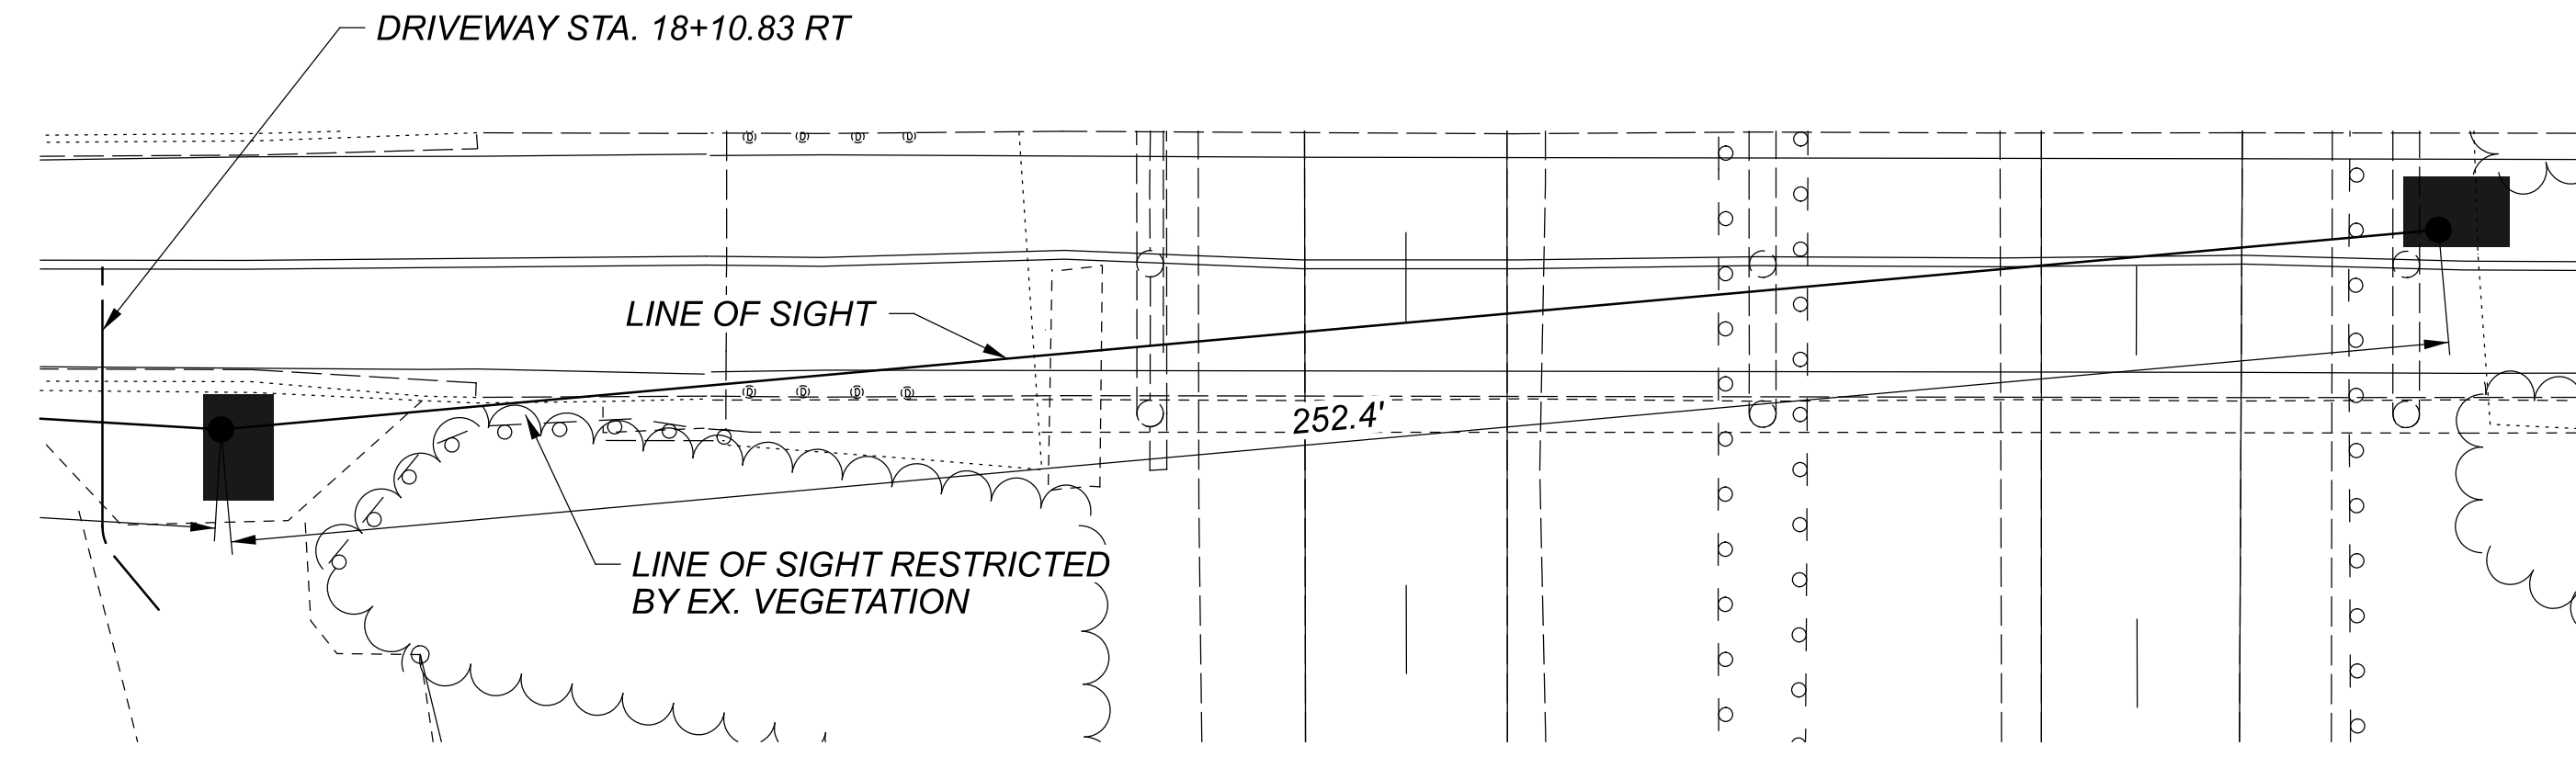 DRIVEWAY STA. 18+10.83 RT
D D D D
LINE OF SIGHT
D D D D
252.4'
LINE OF SIGHT RESTRICTED
BY EX. VEGETATION